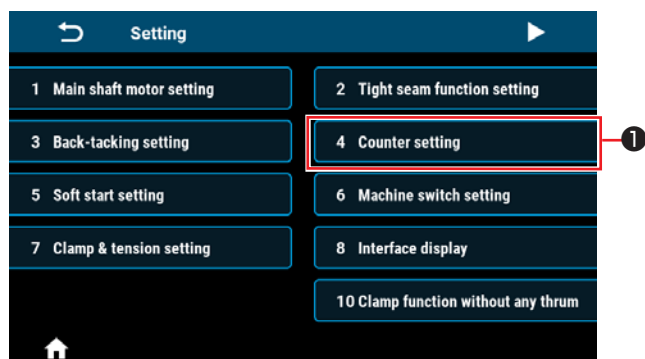 Setting
1 Main shaft motor setting
2 Tight seam function setting
3 Back-tacking setting
4 Counter setting
❶
5 Soft start setting
6 Machine switch setting
7 Clamp & tension setting
8 Interface display
10 Clamp function without any thrum